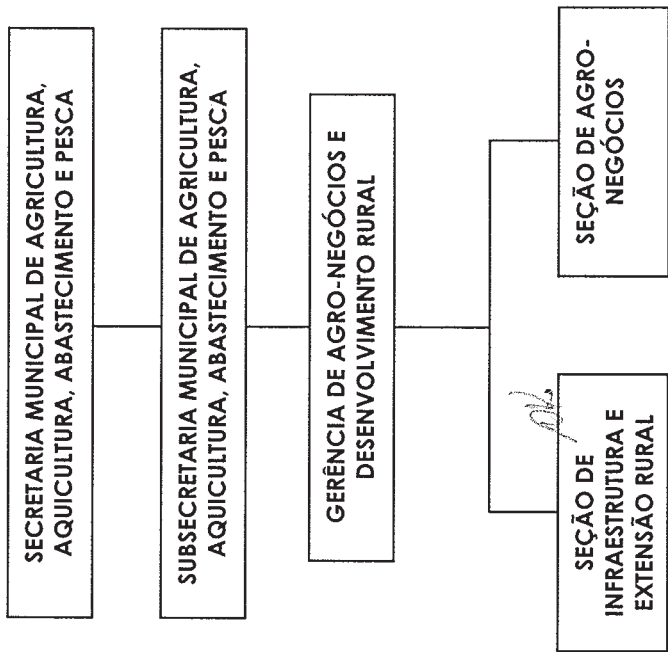 SECRETARIA MUNICIPAL DE AGRICULTURA,
AQUICULTURA, ABASTECIMENTO E PESCA
SUBSECRETARIA MUNICIPAL DE AGRICULTURA,
AQUICULTURA, ABASTECIMENTO E PESCA
GERÊNCIA DE AGRO-NEGÓCIOS E
DESENVOLVIMENTO RURAL
SEÇÃO DE
INFRAESTRUTURA E
EXTENSÃO RURAL
SEÇÃO DE AGRO-
NEGÓCIOS